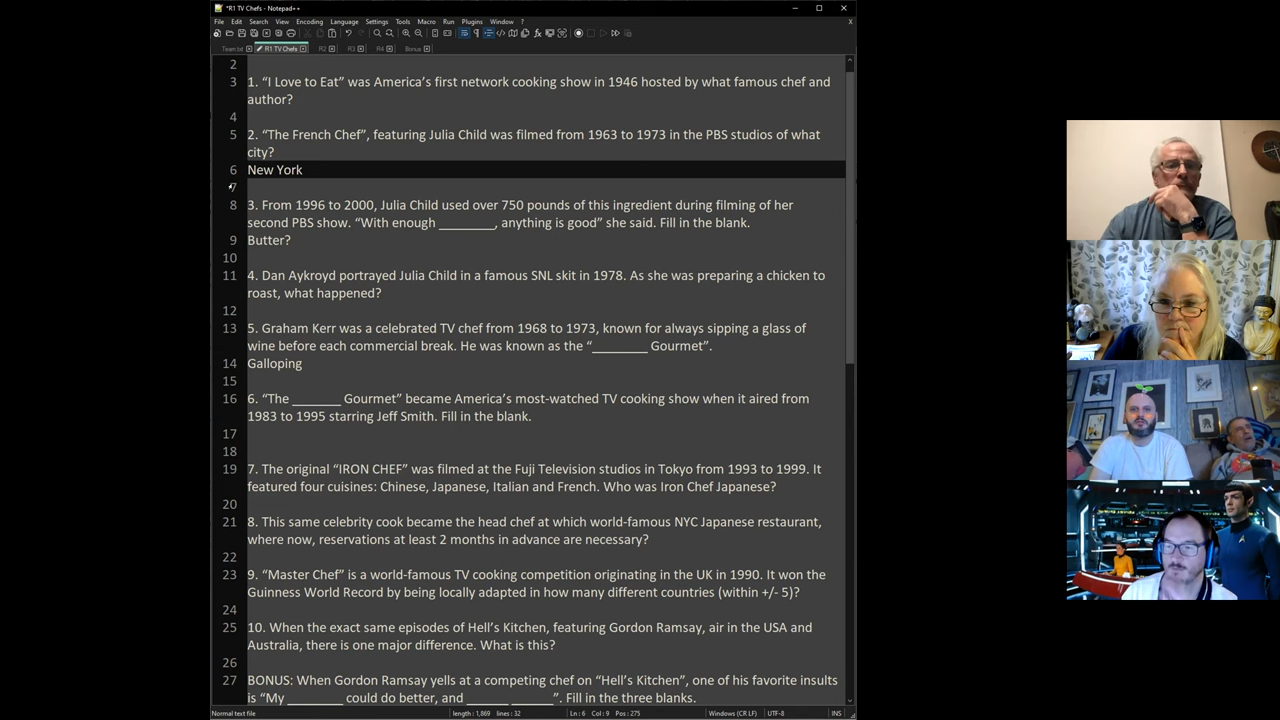 *R1 TV Chefs - Notepad++
File Edit Search View Encoding Language Settings Tools Macro Run Plugins Window ? X
Team.txt R1 TV Chefs R2 R3 R4 Bonus
2
3 1. “I Love to Eat” was America’s first network cooking show in 1946 hosted by what famous chef and
author?
4
5 2. “The French Chef”, featuring Julia Child was filmed from 1963 to 1973 in the PBS studios of what
city?
6 New York
7
8 3. From 1996 to 2000, Julia Child used over 750 pounds of this ingredient during filming of her
second PBS show. “With enough ________, anything is good” she said. Fill in the blank.
9 Butter?
10
11 4. Dan Aykroyd portrayed Julia Child in a famous SNL skit in 1978. As she was preparing a chicken to
roast, what happened?
12
13 5. Graham Kerr was a celebrated TV chef from 1968 to 1973, known for always sipping a glass of
wine before each commercial break. He was known as the “________ Gourmet”.
14 Galloping
15
16 6. “The _______ Gourmet” became America’s most-watched TV cooking show when it aired from
1983 to 1995 starring Jeff Smith. Fill in the blank.
17
18
19 7. The original “IRON CHEF” was filmed at the Fuji Television studios in Tokyo from 1993 to 1999. It
featured four cuisines: Chinese, Japanese, Italian and French. Who was Iron Chef Japanese?
20
21 8. This same celebrity cook became the head chef at which world-famous NYC Japanese restaurant,
where now, reservations at least 2 months in advance are necessary?
22
23 9. “Master Chef” is a world-famous TV cooking competition originating in the UK in 1990. It won the
Guinness World Record by being locally adapted in how many different countries (within +/- 5)?
24
25 10. When the exact same episodes of Hell’s Kitchen, featuring Gordon Ramsay, air in the USA and
Australia, there is one major difference. What is this?
26
27 BONUS: When Gordon Ramsay yells at a competing chef on “Hell’s Kitchen”, one of his favorite insults
is “My ________ could do better, and ______ ______”. Fill in the three blanks.
Normal text file length : 1,869 lines : 32 Ln : 6 Col : 9 Pos : 275 Windows (CR LF) UTF-8 INS